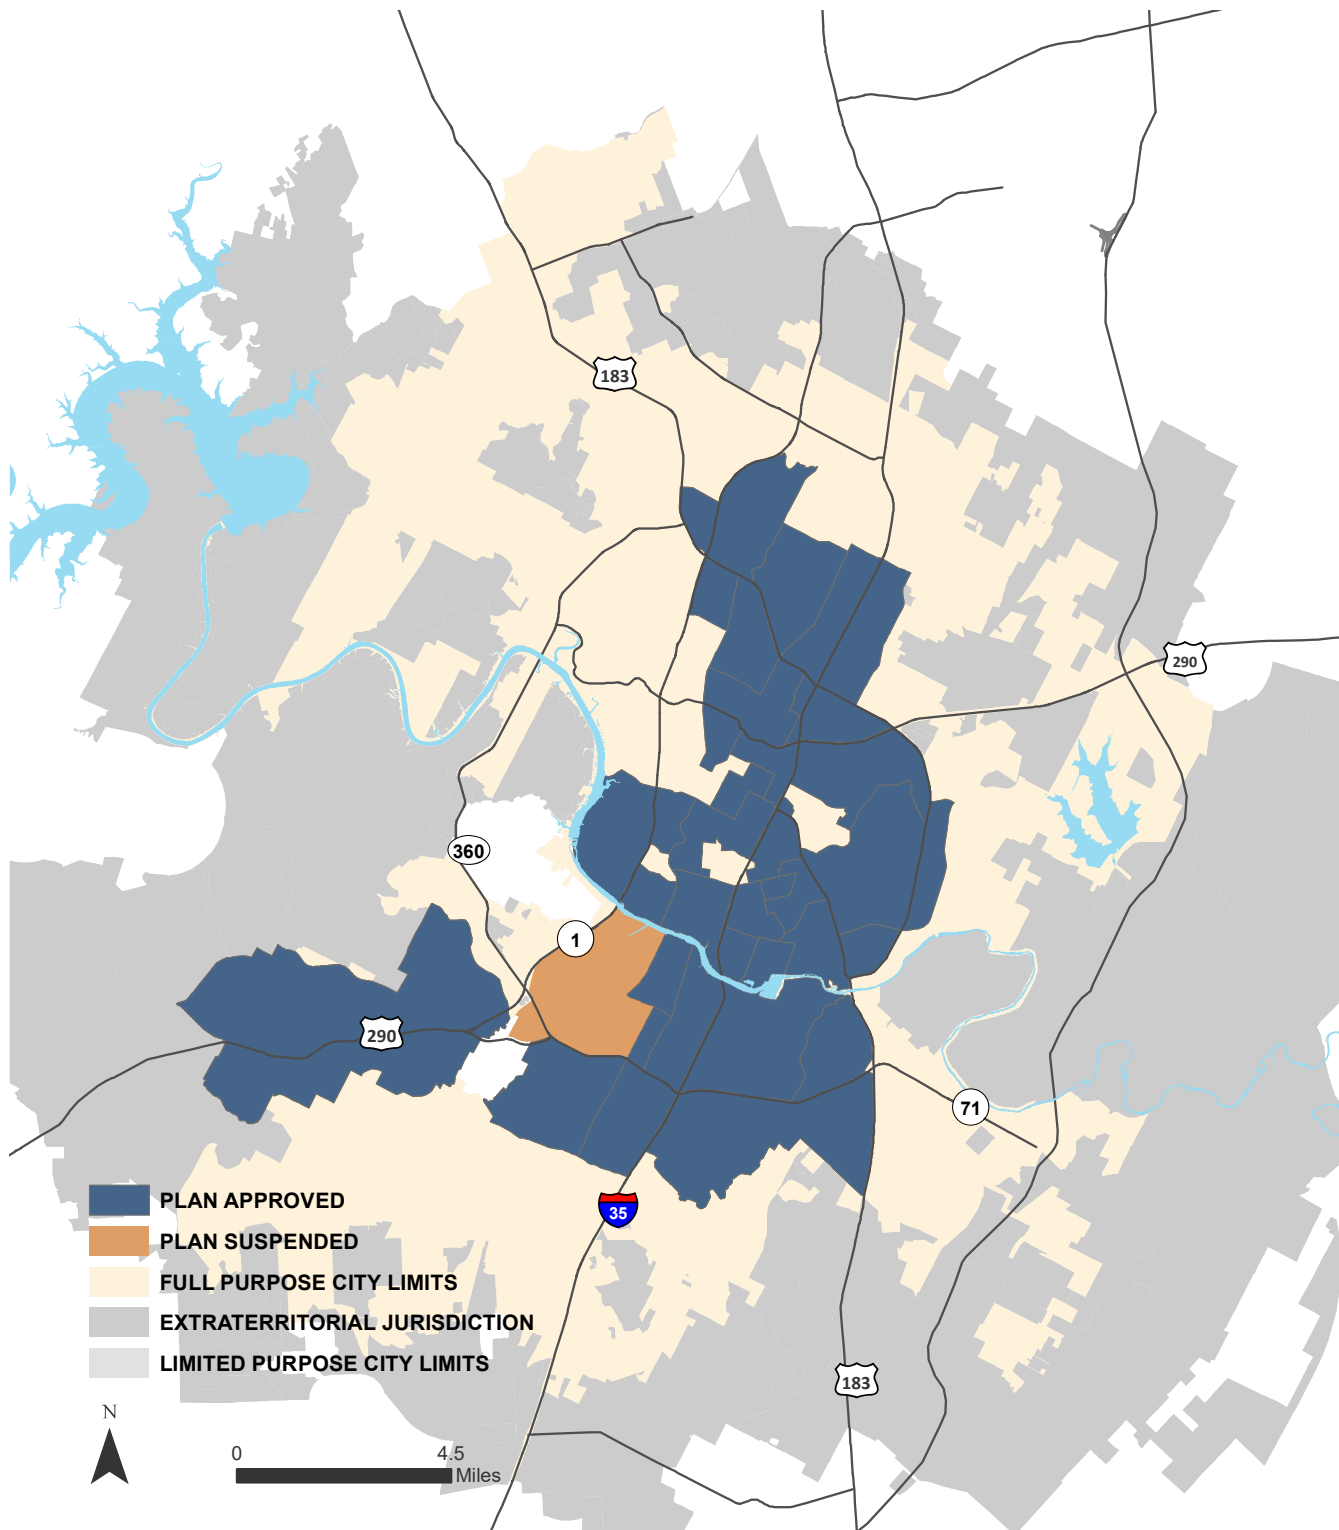 183
290
360
1
290
71
PLAN APPROVED
PLAN SUSPENDED
35
FULL PURPOSE CITY LIMITS
EXTRATERRITORIAL JURISDICTION
LIMITED PURPOSE CITY LIMITS
183
N
0 4.5
Miles